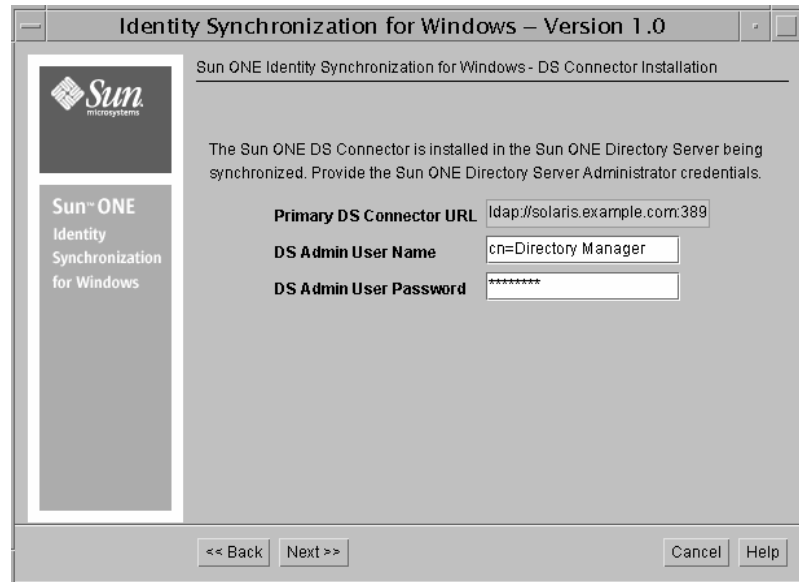 Identity Synchronization for Windows – Version 1.0
Sun
microsystems
Sun™ ONE
Identity
Synchronization
for Windows
Sun ONE Identity Synchronization for Windows - DS Connector Installation
The Sun ONE DS Connector is installed in the Sun ONE Directory Server being
synchronized. Provide the Sun ONE Directory Server Administrator credentials.
Primary DS Connector URL ldap://solaris.example.com:389
DS Admin User Name cn=Directory Manager
DS Admin User Password ********
<< Back Next >> Cancel Help